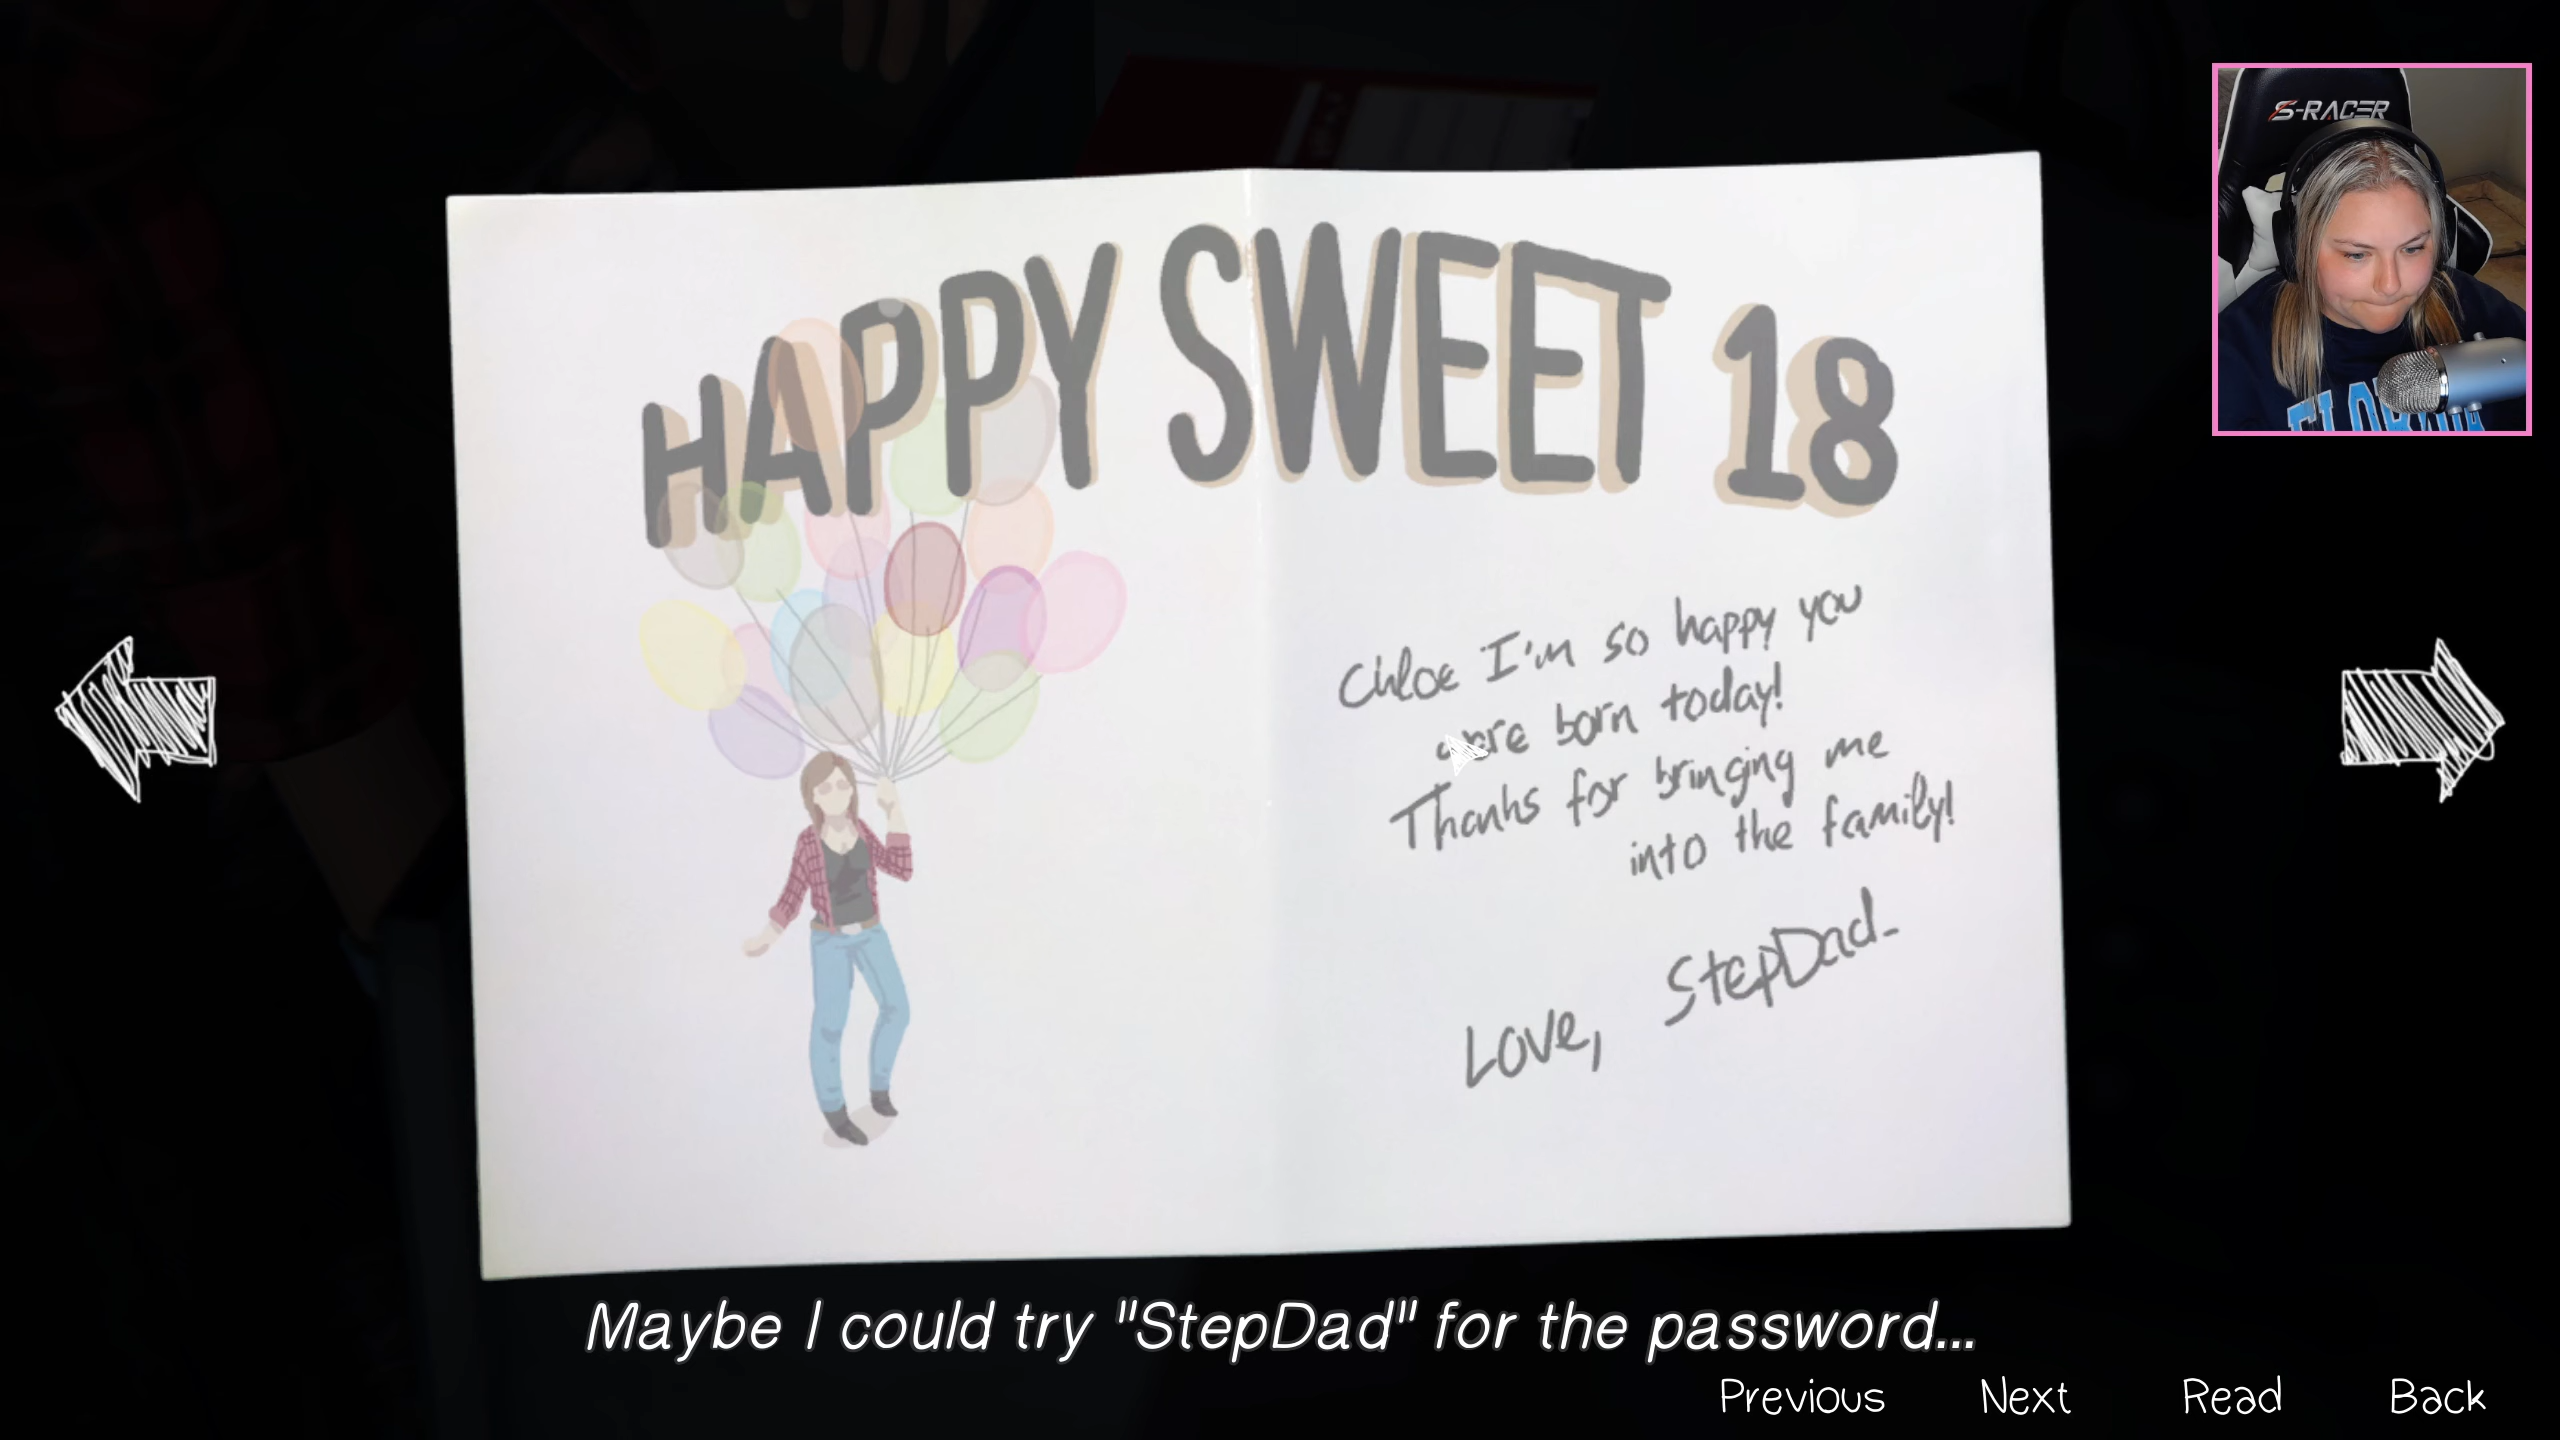 S-RACER
HAPPY SWEET 18
Chloe I'm so happy you
were born today!
Thanks for bringing me
into the family!
Love, StepDad-
FLORIDA
Maybe I could try "StepDad" for the password...
Previous Next Read Back